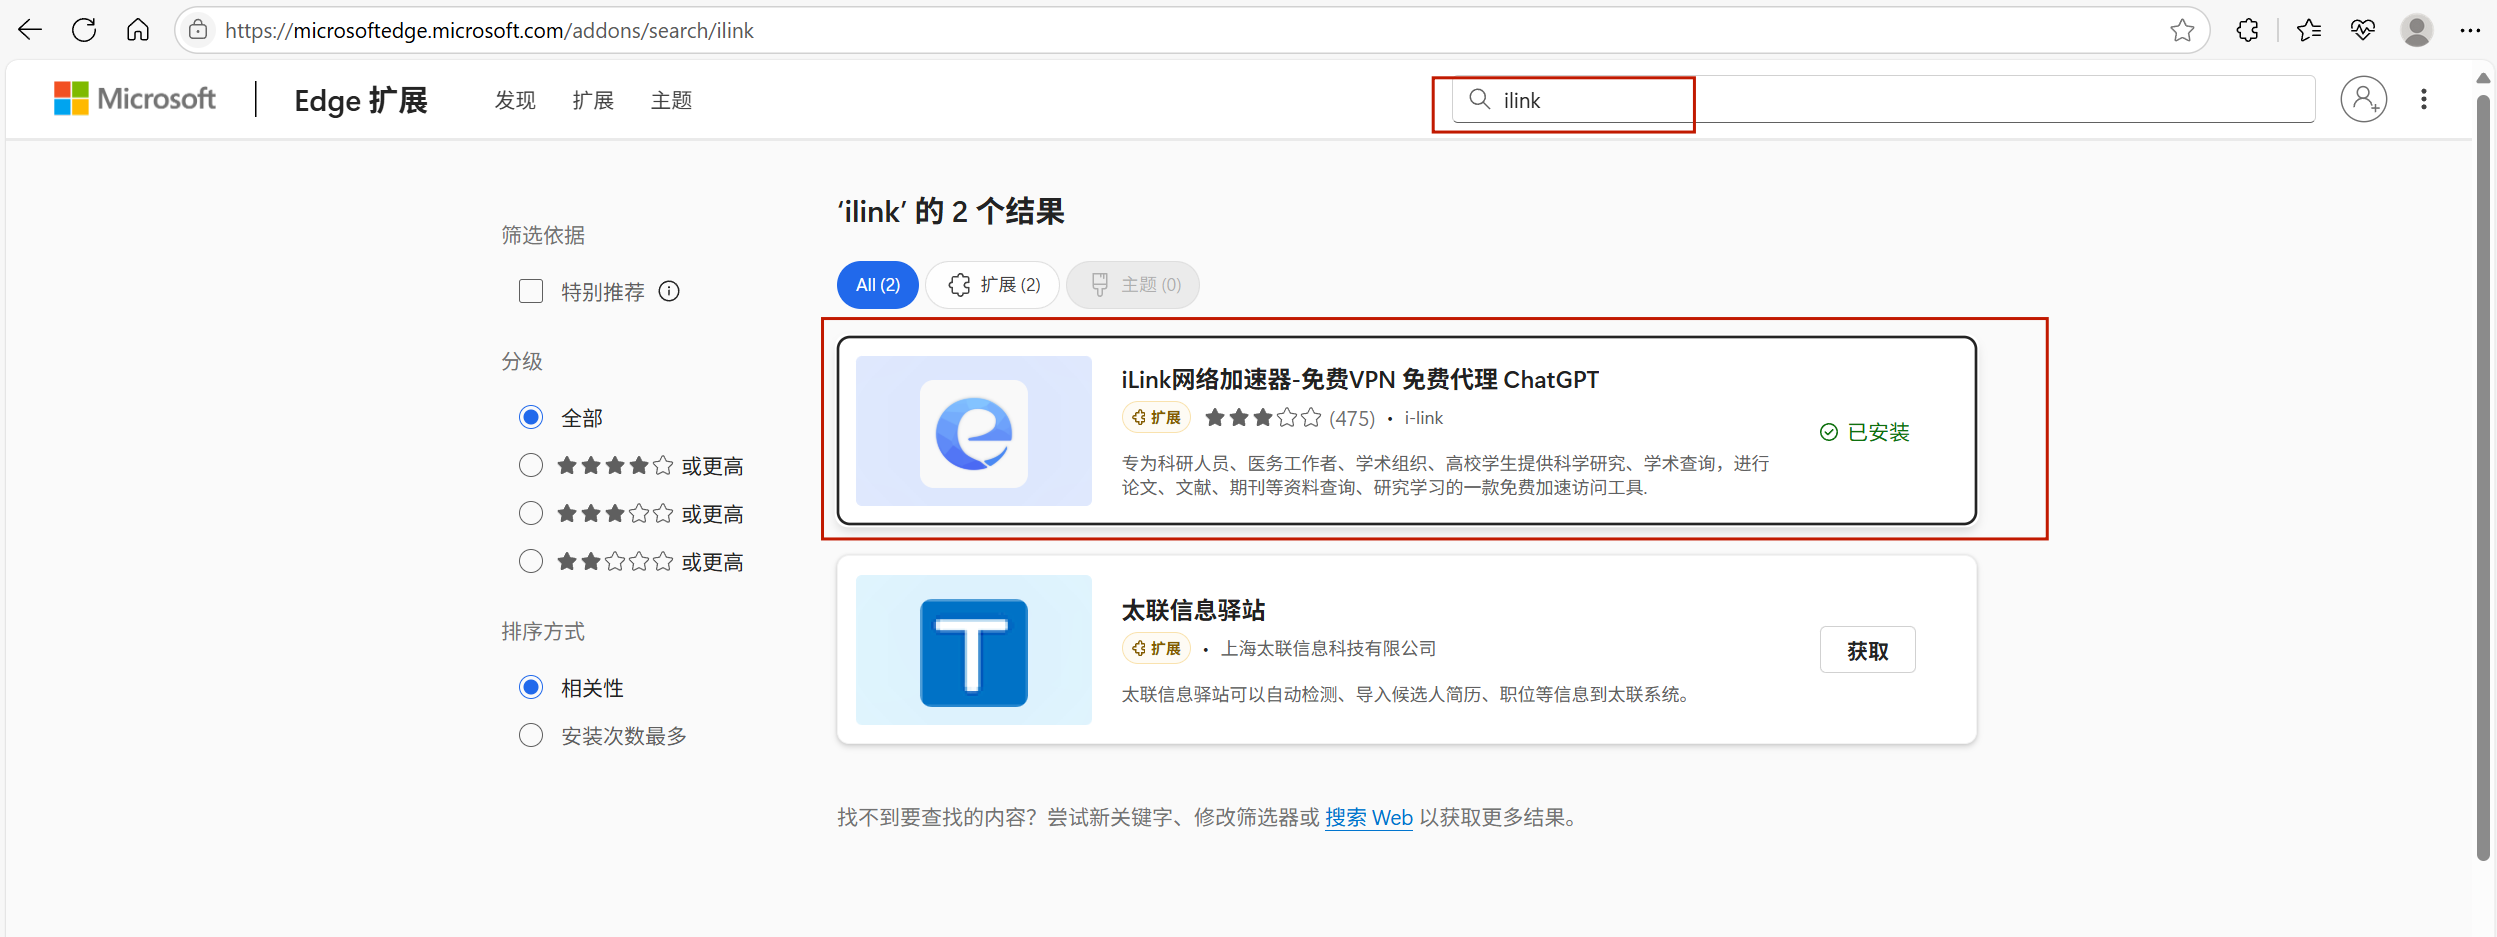 https://microsoftedge.microsoft.com/addons/search/ilink
Microsoft
Edge 扩展
发现
扩展
主题
ilink
‘ilink’ 的 2 个结果
筛选依据
特别推荐
分级
全部
或更高
或更高
或更高
排序方式
相关性
安装次数最多
All (2)
扩展 (2)
主题 (0)
iLink网络加速器-免费VPN 免费代理 ChatGPT
扩展 (475) • i-link
专为科研人员、医务工作者、学术组织、高校学生提供科学研究、学术查询，进行
论文、文献、期刊等资料查询、研究学习的一款免费加速访问工具.
已安装
T
太联信息驿站
扩展 • 上海太联信息科技有限公司
太联信息驿站可以自动检测、导入候选人简历、职位等信息到太联系统。
获取
找不到要查找的内容？尝试新关键字、修改筛选器或 搜索 Web 以获取更多结果。